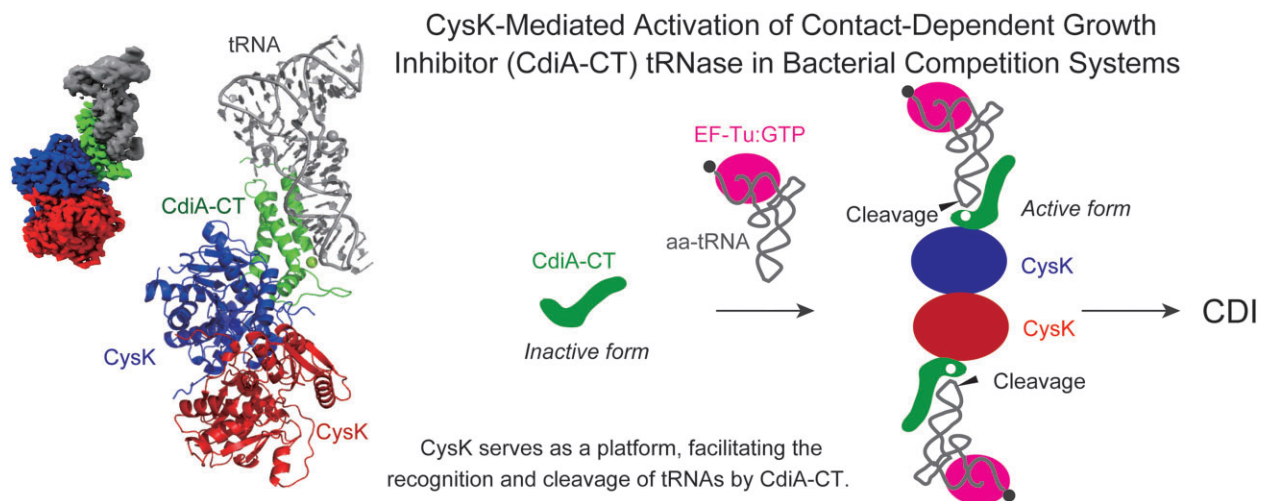 CysK-Mediated Activation of Contact-Dependent Growth
Inhibitor (CdiA-CT) tRNase in Bacterial Competition Systems
tRNA
CdiA-CT
CysK
CysK
EF-Tu:GTP
aa-tRNA
CdiA-CT
Inactive form
Cleavage
Active form
CysK
CysK
Cleavage
CDI
CysK serves as a platform, facilitating the
recognition and cleavage of tRNAs by CdiA-CT.